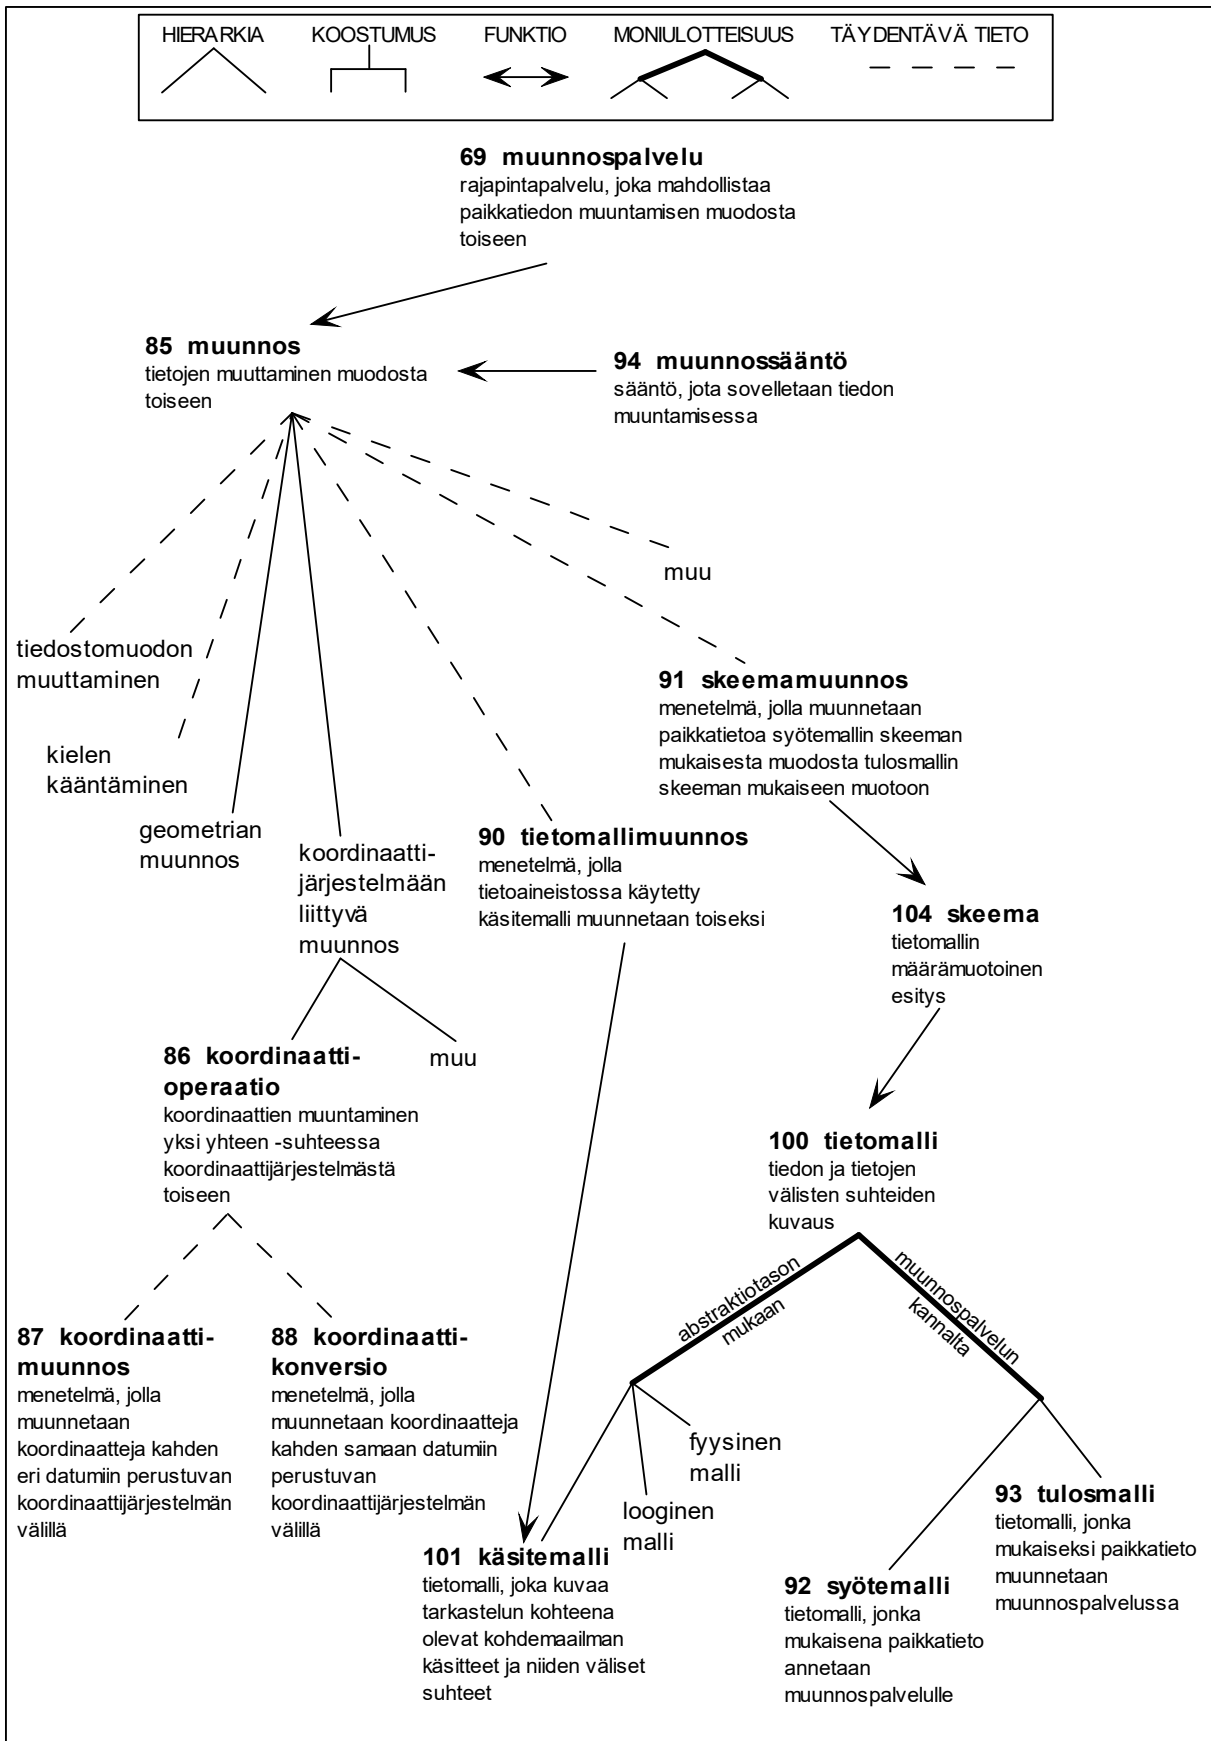 HIERARKIA KOOSTUMUS FUNKTIO MONIULOTTEISUUS TÄYDENTÄVÄ TIETO
69 muunnospalvelu
rajapintapalvelu, joka mahdollistaa
paikkatiedon muuntamisen muodosta
toiseen
85 muunnos
tietojen muuttaminen muodosta
toiseen
94 muunnossääntö
sääntö, jota sovelletaan tiedon
muuntamisessa
muu
tiedostomuodon
muuttaminen
91 skeemamuunnos
menetelmä, jolla muunnetaan
paikkatietoa syötemallin skeeman
mukaisesta muodosta tulosmallin
skeeman mukaiseen muotoon
kielen
kääntäminen
geometrian
muunnos
koordinaatti-
järjestelmään
liittyvä
muunnos
90 tietomallimuunnos
menetelmä, jolla
tietoaineistossa käytetty
käsitemalli muunnetaan toiseksi
104 skeema
tietomallin
määrämuotoinen
esitys
86 koordinaatti-
operaatio
koordinaattien muuntaminen
yksi yhteen -suhteessa
koordinaattijärjestelmästä
toiseen
muu
100 tietomalli
tiedon ja tietojen
välisten suhteiden
kuvaus
abstraktiotason
mukaan
muunnospalvelun
kannalta
87 koordinaatti-
muunnos
menetelmä, jolla
muunnetaan
koordinaatteja kahden
eri datumiin perustuvan
koordinaattijärjestelmän
välillä
88 koordinaatti-
konversio
menetelmä, jolla
muunnetaan koordinaatteja
kahden samaan datumiin
perustuvan
koordinaattijärjestelmän
välillä
fyysinen
malli
looginen
malli
101 käsitemalli
tietomalli, joka kuvaa
tarkastelun kohteena
olevat kohdemaailman
käsitteet ja niiden väliset
suhteet
93 tulosmalli
tietomalli, jonka
mukaiseksi paikkatieto
muunnetaan
muunnospalvelussa
92 syötemalli
tietomalli, jonka
mukaisena paikkatieto
annetaan
muunnospalvelulle